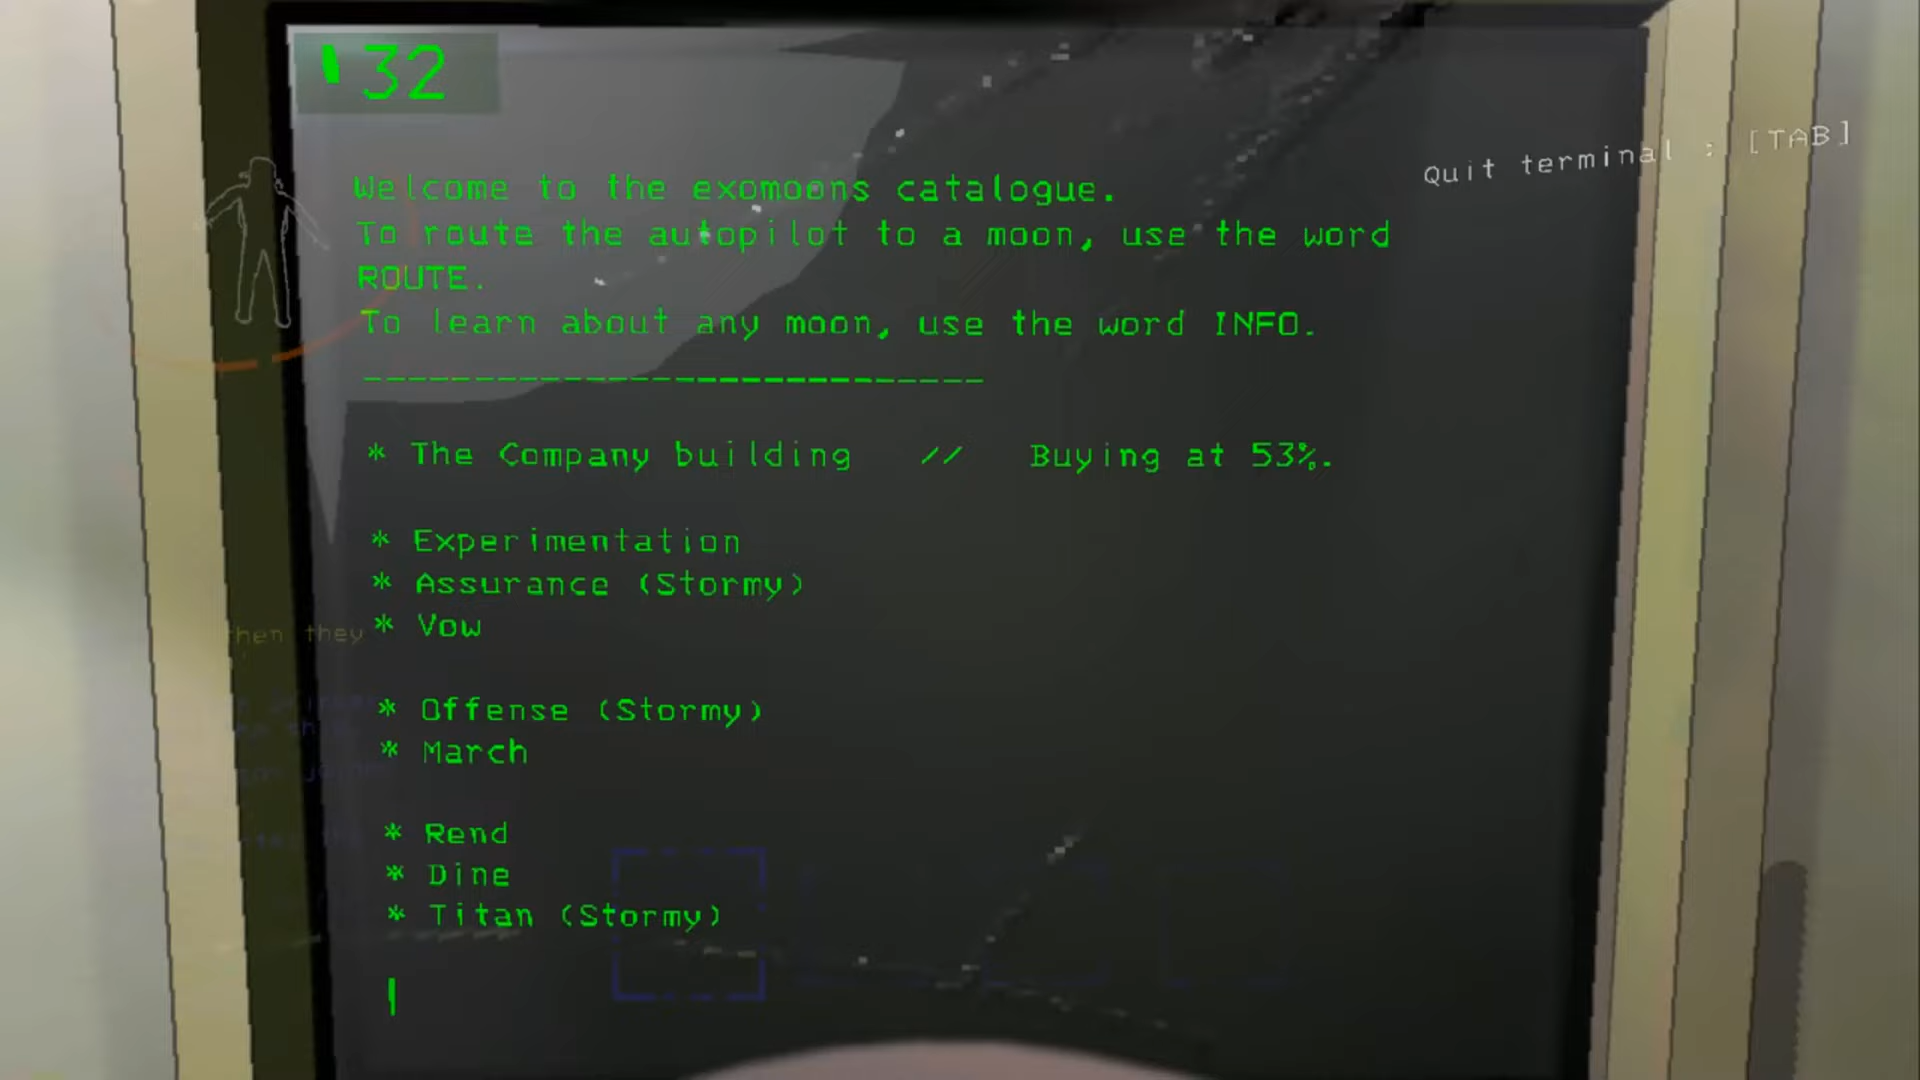 32
Quit terminal : [TAB]
Welcome to the exomoons catalogue.
To route the autopilot to a moon, use the word
ROUTE.
To learn about any moon, use the word INFO.
-----------------------------
* The Company building // Buying at 53%.
* Experimentation
* Assurance (Stormy)
* Vow
then they
* Offense (Stormy)
* March
* Rend
* Dine
* Titan (Stormy)